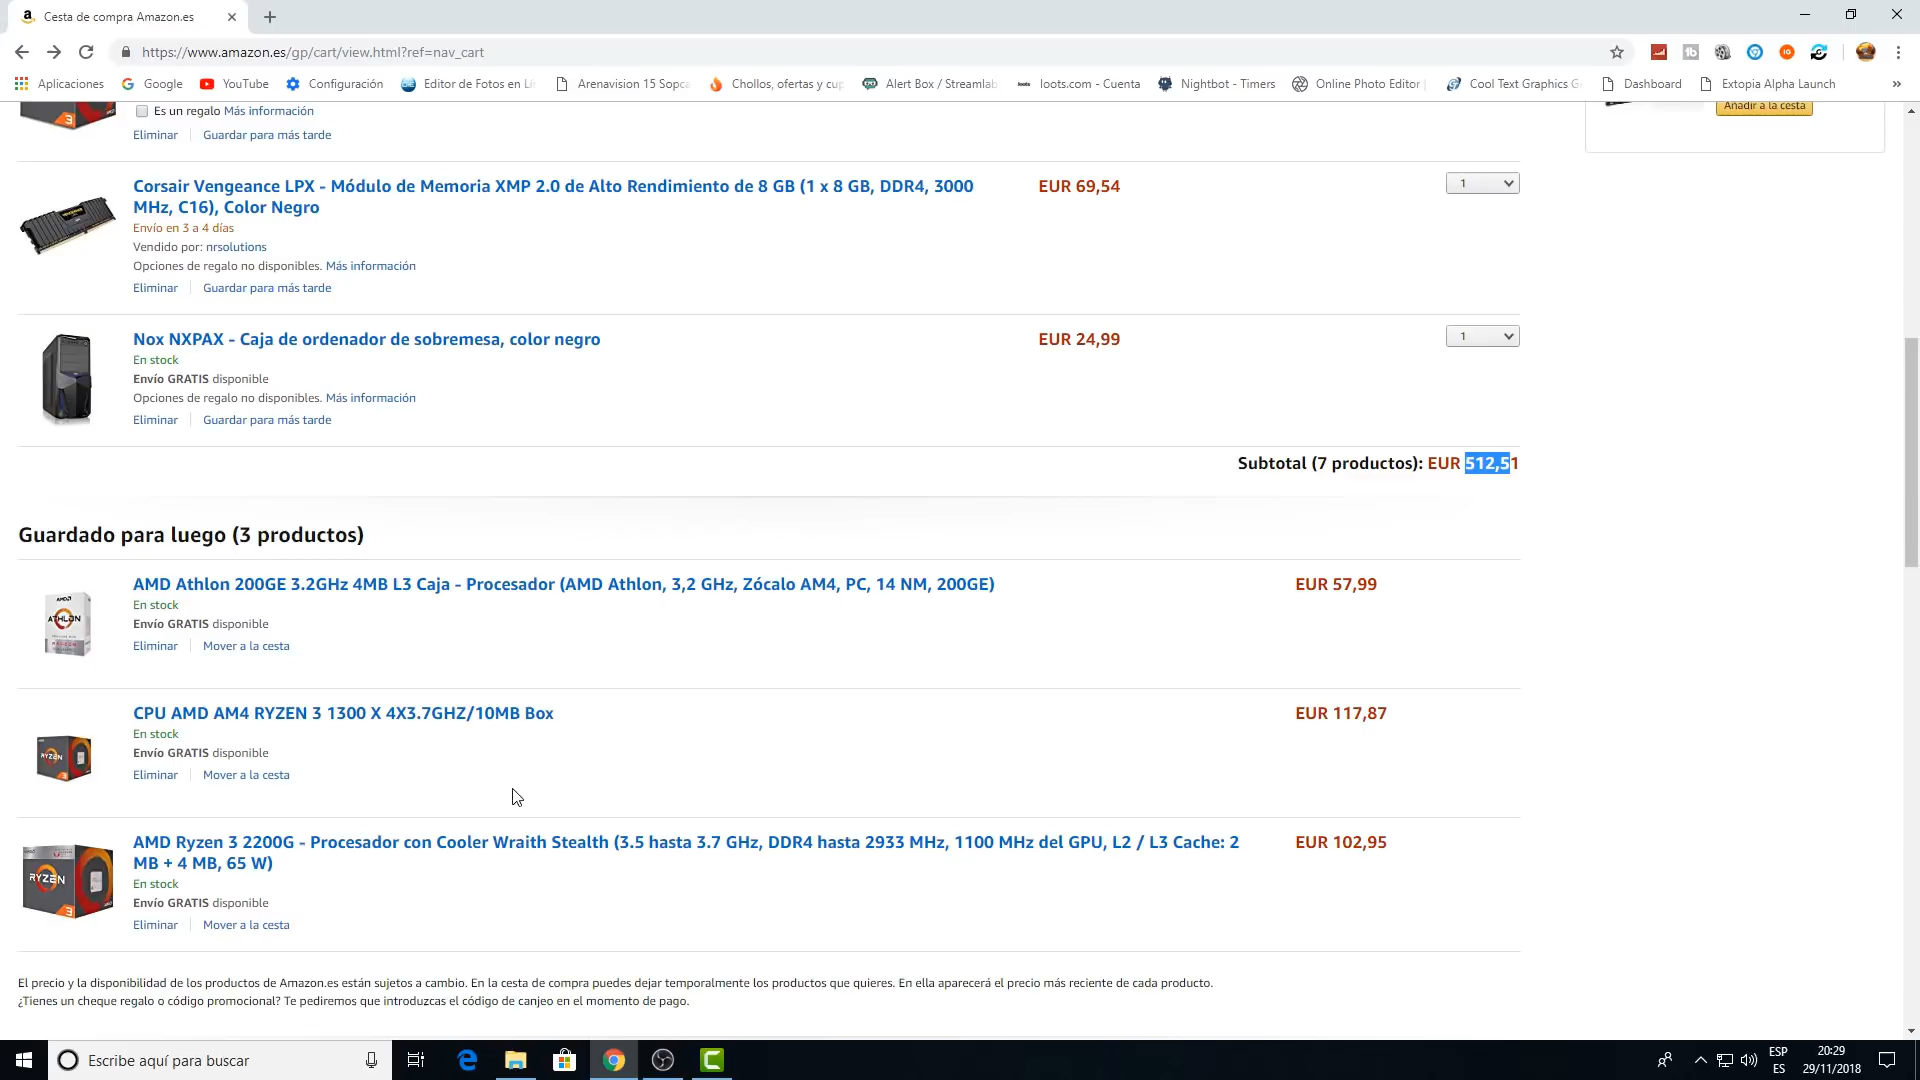 Cesta de compra Amazon.es
https://www.amazon.es/gp/cart/view.html?ref=nav_cart
Aplicaciones Google YouTube Configuración Editor de Fotos en Lí Arenavision 15 Sopca Chollos, ofertas y cup Alert Box / Streamlab loots.com - Cuenta Nightbot - Timers Online Photo Editor Cool Text Graphics G Dashboard Extopia Alpha Launch »
Es un regalo Más información
Añadir a la cesta
Eliminar Guardar para más tarde
Corsair Vengeance LPX - Módulo de Memoria XMP 2.0 de Alto Rendimiento de 8 GB (1 x 8 GB, DDR4, 3000 EUR 69,54 1
MHz, C16), Color Negro
Envío en 3 a 4 días
Vendido por: nrsolutions
Opciones de regalo no disponibles. Más información
Eliminar Guardar para más tarde
Nox NXPAX - Caja de ordenador de sobremesa, color negro EUR 24,99 1
En stock
Envío GRATIS disponible
Opciones de regalo no disponibles. Más información
Eliminar Guardar para más tarde
Subtotal (7 productos): EUR 512,51
Guardado para luego (3 productos)
AMD Athlon 200GE 3.2GHz 4MB L3 Caja - Procesador (AMD Athlon, 3,2 GHz, Zócalo AM4, PC, 14 NM, 200GE) EUR 57,99
En stock
Envío GRATIS disponible
Eliminar Mover a la cesta
CPU AMD AM4 RYZEN 3 1300 X 4X3.7GHZ/10MB Box EUR 117,87
En stock
Envío GRATIS disponible
Eliminar Mover a la cesta
AMD Ryzen 3 2200G - Procesador con Cooler Wraith Stealth (3.5 hasta 3.7 GHz, DDR4 hasta 2933 MHz, 1100 MHz del GPU, L2 / L3 Cache: 2 EUR 102,95
MB + 4 MB, 65 W)
En stock
Envío GRATIS disponible
Eliminar Mover a la cesta
El precio y la disponibilidad de los productos de Amazon.es están sujetos a cambio. En la cesta de compra puedes dejar temporalmente los productos que quieres. En ella aparecerá el precio más reciente de cada producto.
¿Tienes un cheque regalo o código promocional? Te pediremos que introduzcas el código de canjeo en el momento de pago.
Escribe aquí para buscar
ESP
ES
20:29
29/11/2018